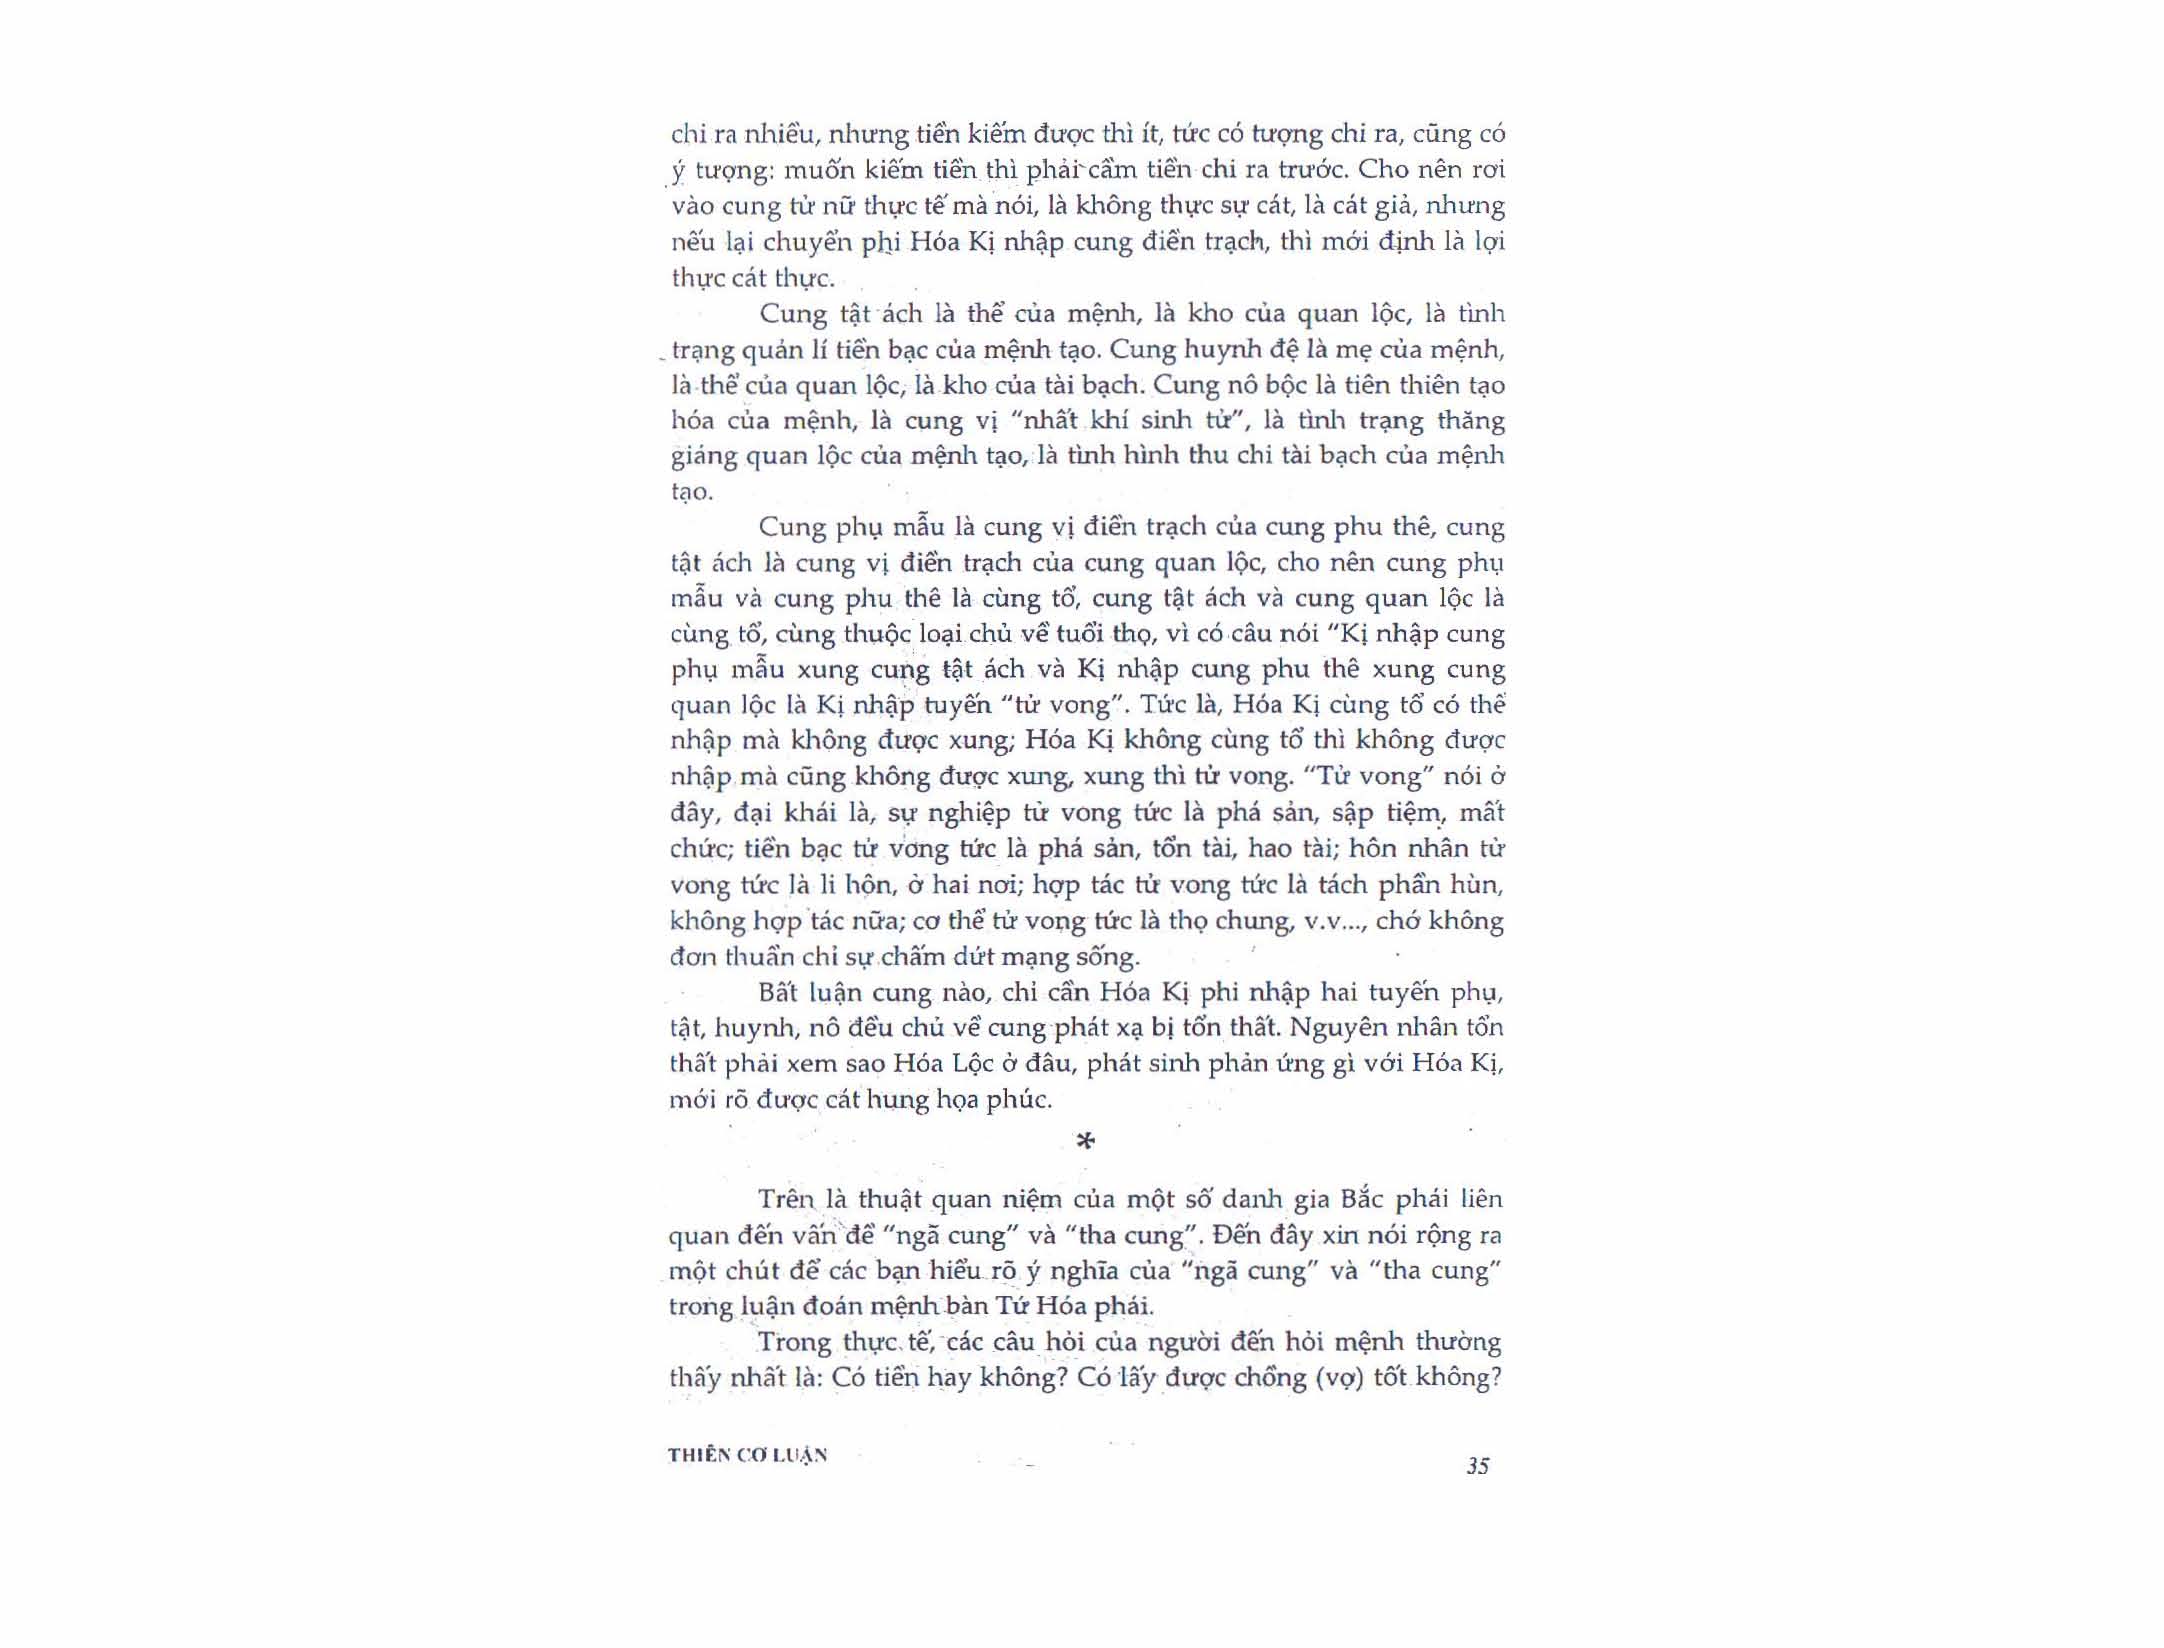 chi ra nhiều, nhưng tiền kiếm được thì ít, tức có tượng chi ra, cũng có
ý tượng: muốn kiếm tiền thì phải cầm tiền chi ra trước. Cho nên rơi
vào cung tử nữ thực tế mà nói, là không thực sự cát, là cát giả, nhưng
nếu lại chuyển phi Hóa Kị nhập cung điền trạch, thì mới định là lợi
thực cát thực.
Cung tật ách là thể của mệnh, là kho của quan lộc, là tình
trạng quản lí tiền bạc của mệnh tạo. Cung huynh đệ là mẹ của mệnh,
là thể của quan lộc, là kho của tài bạch. Cung nô bộc là tiên thiên tạo
hóa của mệnh, là cung vị "nhất khí sinh tử", là tình trạng thăng
giáng quan lộc của mệnh tạo, là tình hình thu chi tài bạch của mệnh
tạo.
Cung phụ mẫu là cung vị điền trạch của cung phu thê, cung
tật ách là cung vị điền trạch của cung quan lộc, cho nên cung phụ
mẫu và cung phu thê là cùng tổ, cung tật ách và cung quan lộc là
cùng tổ, cùng thuộc loại chủ về tuổi thọ, vì có câu nói "Kị nhập cung
phụ mẫu xung cung tật ách và Kị nhập cung phu thê xung cung
quan lộc là Kị nhập tuyến "tử vong". Tức là, Hóa Kị cùng tổ có thể
nhập mà không được xung; Hóa Kị không cùng tổ thì không được
nhập mà cũng không được xung, xung thì tử vong. "Tử vong" nói ở
đây, đại khái là, sự nghiệp tử vong tức là phá sản, sập tiệm, mất
chức; tiền bạc tử vong tức là phá sản, tổn tài, hao tài; hôn nhân tử
vong tức là li hôn, ở hai nơi; hợp tác tử vong tức là tách phần hùn,
không hợp tác nữa; cơ thể tử vong tức là thọ chung, v.v..., chớ không
đơn thuần chỉ sự chấm dứt mạng sống.
Bất luận cung nào, chỉ cần Hóa Kị phi nhập hai tuyến phụ,
tật, huynh, nô đều chủ về cung phát xạ bị tổn thất. Nguyên nhân tổn
thất phải xem sao Hóa Lộc ở đâu, phát sinh phản ứng gì với Hóa Kị,
mới rõ được cát hung họa phúc.
*
Trên là thuật quan niệm của một số danh gia Bắc phái liên
quan đến vấn đề "ngã cung" và "tha cung". Đến đây xin nói rộng ra
một chút để các bạn hiểu rõ ý nghĩa của "ngã cung" và "tha cung"
trong luận đoán mệnh bàn Tứ Hóa phái.
Trong thực tế, các câu hỏi của người đến hỏi mệnh thường
thấy nhất là: Có tiền hay không? Có lấy được chồng (vợ) tốt không?
THIÊN CƠ LUẬN
35